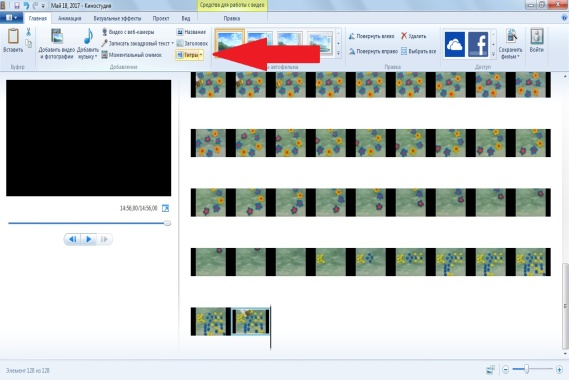 Май 18, 2017 - Киностудия
Средства для работы с видео
Главная Анимация Визуальные эффекты Проект Вид Правка
Вставить
Добавить видео и фотографии
Добавить музыку
Видео с веб-камеры
Записать закадровый текст
Моментальный снимок
Название
Заголовок
Титры
Повернуть влево
Повернуть вправо
Удалить
Выбрать все
Сохранить фильм
Войти
Буфер Добавление автофильма Правка Доступ
14:56,00/14:56,00
Элемент 128 из 128